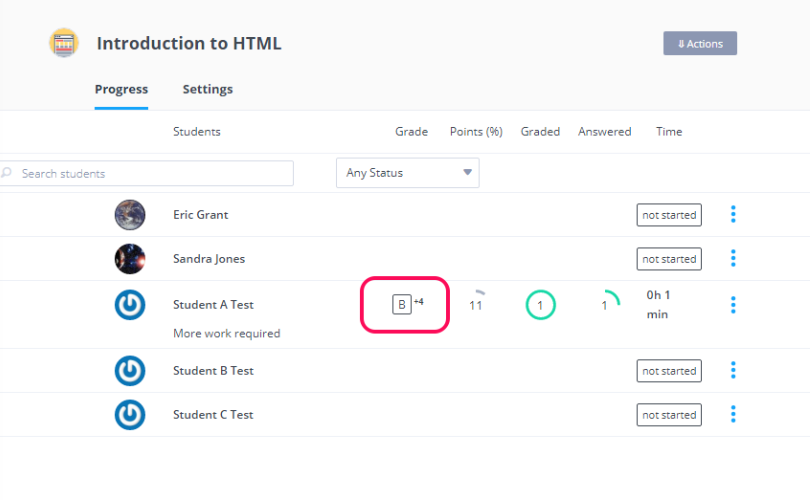 Introduction to HTML
⇓ Actions
Progress Settings
Students Grade Points (%) Graded Answered Time
Search students Any Status
Eric Grant not started
Sandra Jones not started
Student A Test B +4 11 1 1 0h 1
min
More work required
Student B Test not started
Student C Test not started